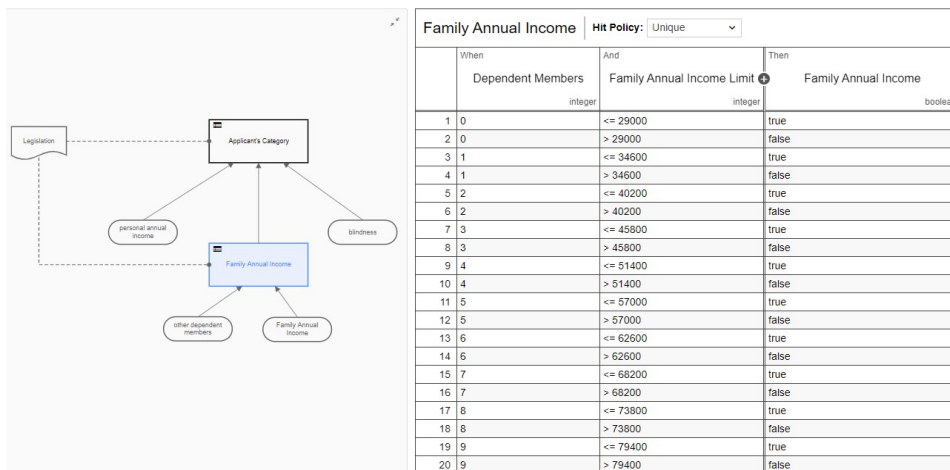 Legislation
Applicant's Category
personal annual
income
blindness
Family Annual Income
other dependent
members
Family Annual
Income
Family Annual Income Hit Policy: Unique
When And Then
Dependent Members Family Annual Income Limit Family Annual Income
integer integer boolea
1 0 <= 29000 true
2 0 > 29000 false
3 1 <= 34600 true
4 1 > 34600 false
5 2 <= 40200 true
6 2 > 40200 false
7 3 <= 45800 true
8 3 > 45800 false
9 4 <= 51400 true
10 4 > 51400 false
11 5 <= 57000 true
12 5 > 57000 false
13 6 <= 62600 true
14 6 > 62600 false
15 7 <= 68200 true
16 7 > 68200 false
17 8 <= 73800 true
18 8 > 73800 false
19 9 <= 79400 true
20 9 > 79400 false